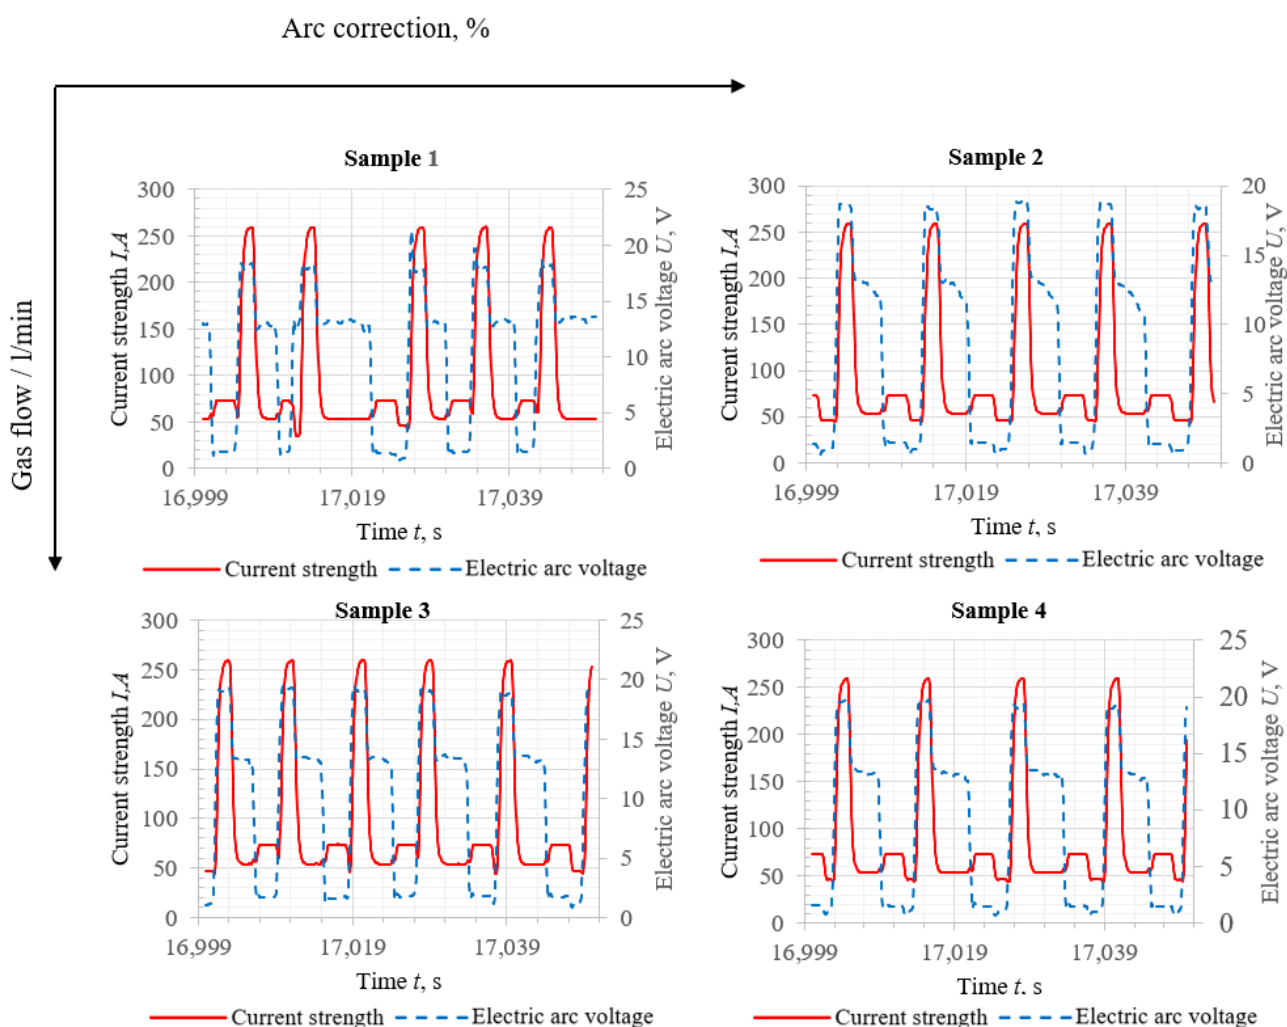 Arc correction, %
Gas flow / l/min
Sample 1
300
250
200
150
100
50
0
25
20
15
10
5
0
Current strength I,A
Electric arc voltage U, V
16,999
17,019
17,039
Time t, s
Current strength
Electric arc voltage
Sample 2
300
250
200
150
100
50
0
20
15
10
5
0
Current strength I,A
Electric arc voltage U, V
16,999
17,019
17,039
Time t, s
Current strength
Electric arc voltage
Sample 3
300
250
200
150
100
50
0
25
20
15
10
5
0
Current strength I,A
Electric arc voltage U, V
16,999
17,019
17,039
Time t, s
Current strength
Electric arc voltage
Sample 4
300
250
200
150
100
50
0
25
20
15
10
5
0
Current strength I,A
Electric arc voltage U, V
16,999
17,019
17,039
Time t, s
Current strength
Electric arc voltage